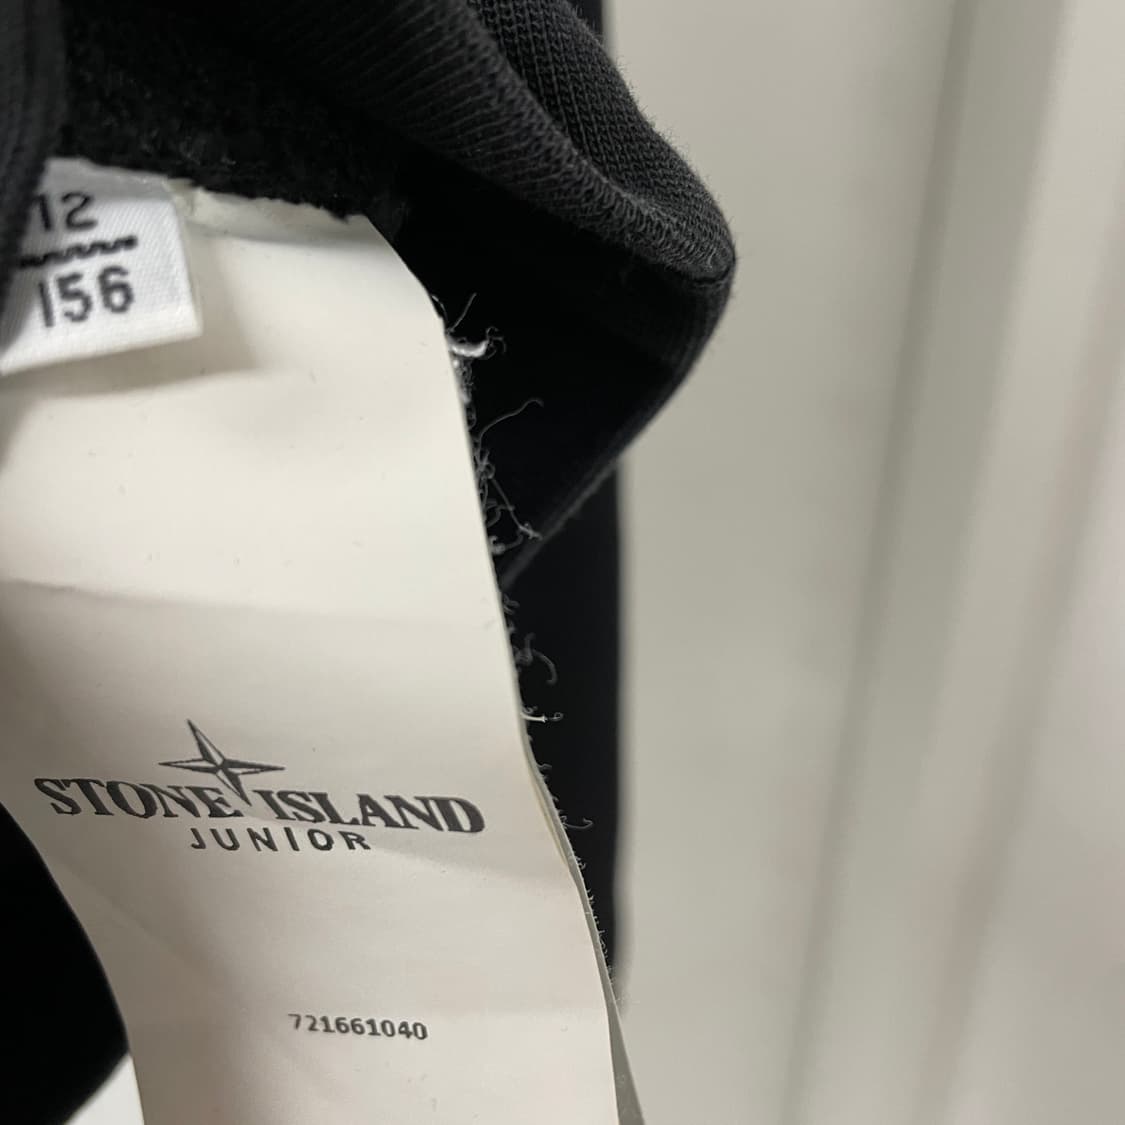 12
156
STONE ISLAND
JUNIOR
721661040